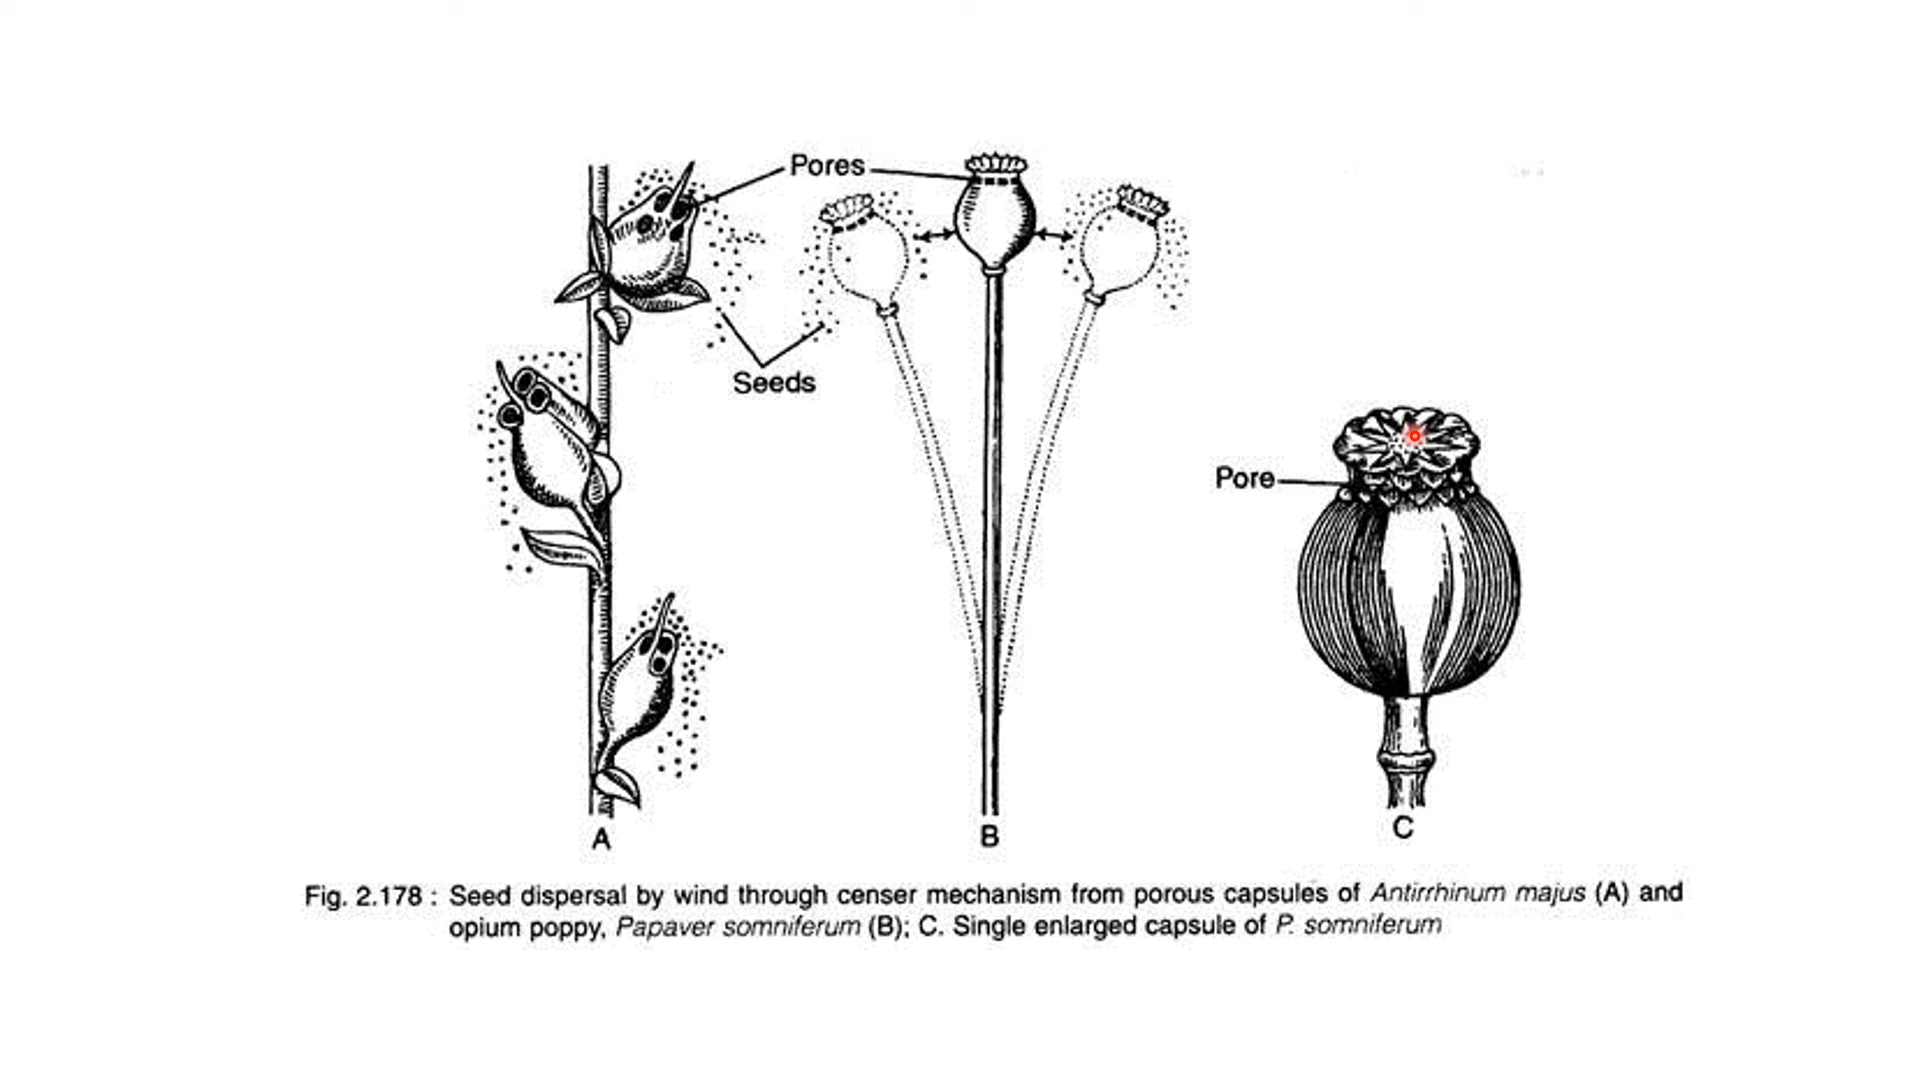 Pores
Seeds
Pore
A
B
C
Fig. 2.178 : Seed dispersal by wind through censer mechanism from porous capsules of Antirrhinum majus (A) and
opium poppy, Papaver somniferum (B); C. Single enlarged capsule of P. somniferum